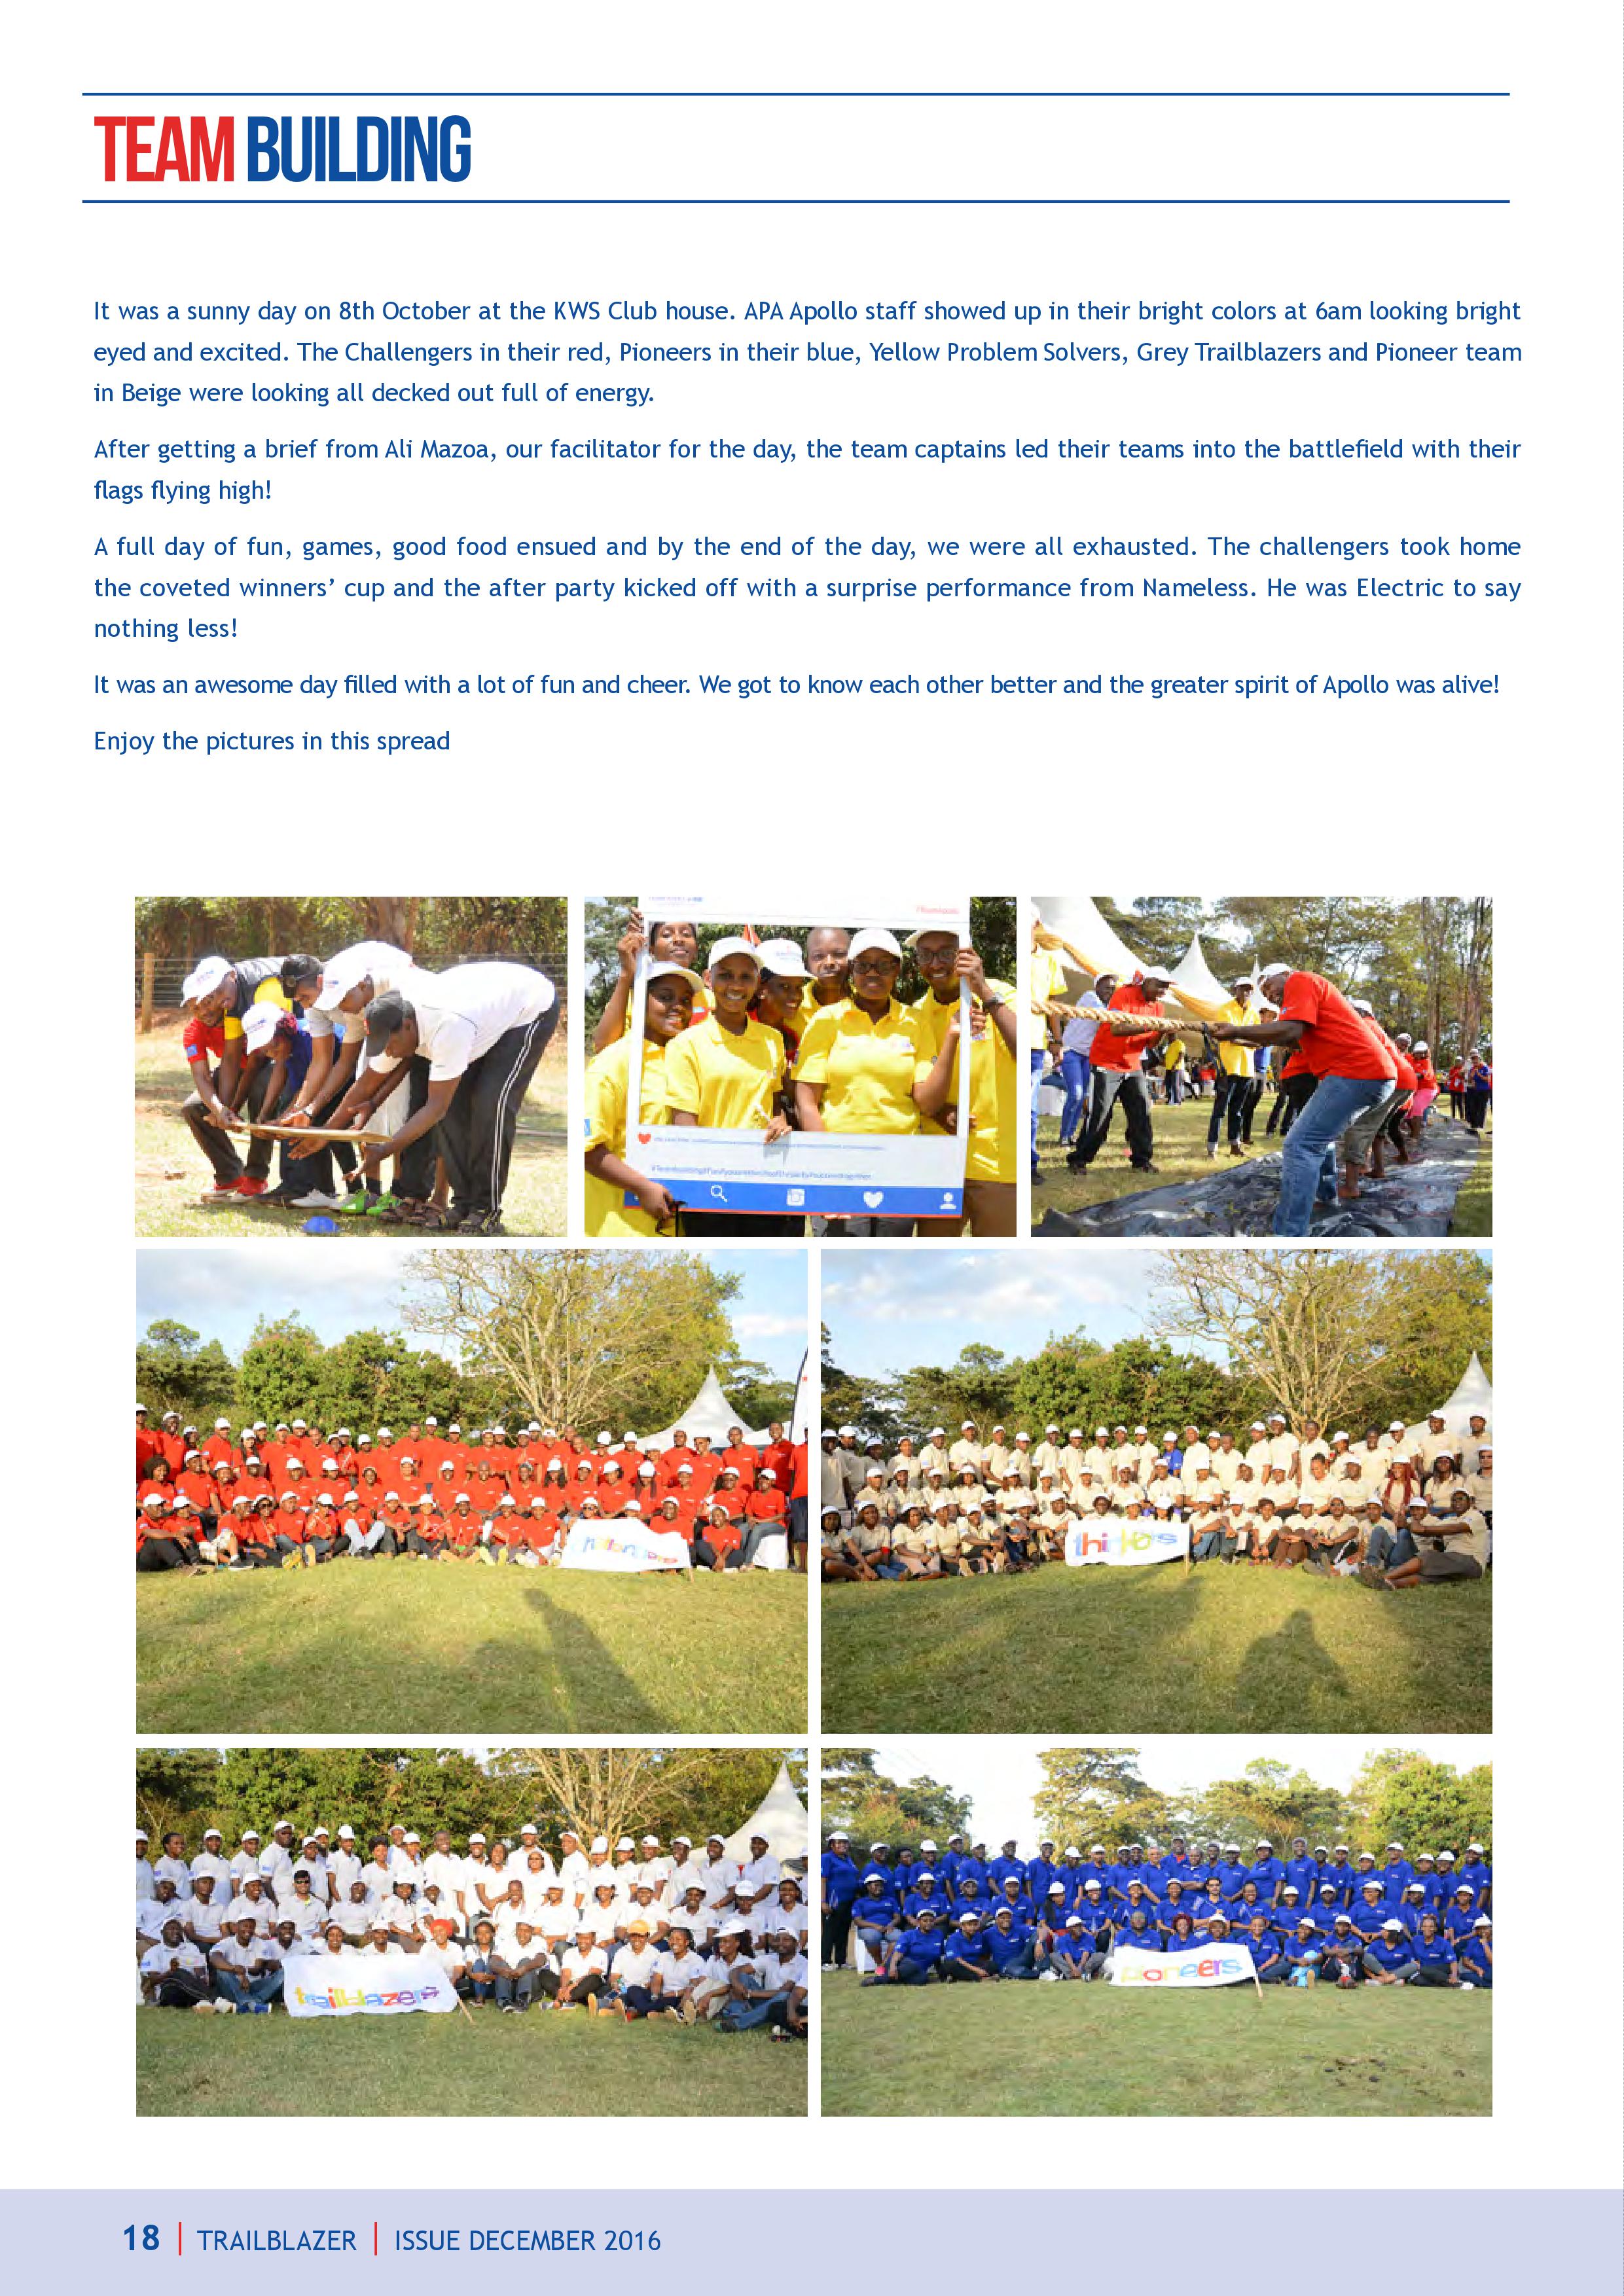 TEAM BUILDING
It was a sunny day on 8th October at the KWS Club house. APA Apollo staff showed up in their bright colors at 6am looking bright
eyed and excited. The Challengers in their red, Pioneers in their blue, Yellow Problem Solvers, Grey Trailblazers and Pioneer team
in Beige were looking all decked out full of energy.
After getting a brief from Ali Mazoa, our facilitator for the day, the team captains led their teams into the battlefield with their
flags flying high!
A full day of fun, games, good food ensued and by the end of the day, we were all exhausted. The challengers took home
the coveted winners’ cup and the after party kicked off with a surprise performance from Nameless. He was Electric to say
nothing less!
It was an awesome day filled with a lot of fun and cheer. We got to know each other better and the greater spirit of Apollo was alive!
Enjoy the pictures in this spread
trailblazers
pioneers
18 | TRAILBLAZER | ISSUE DECEMBER 2016